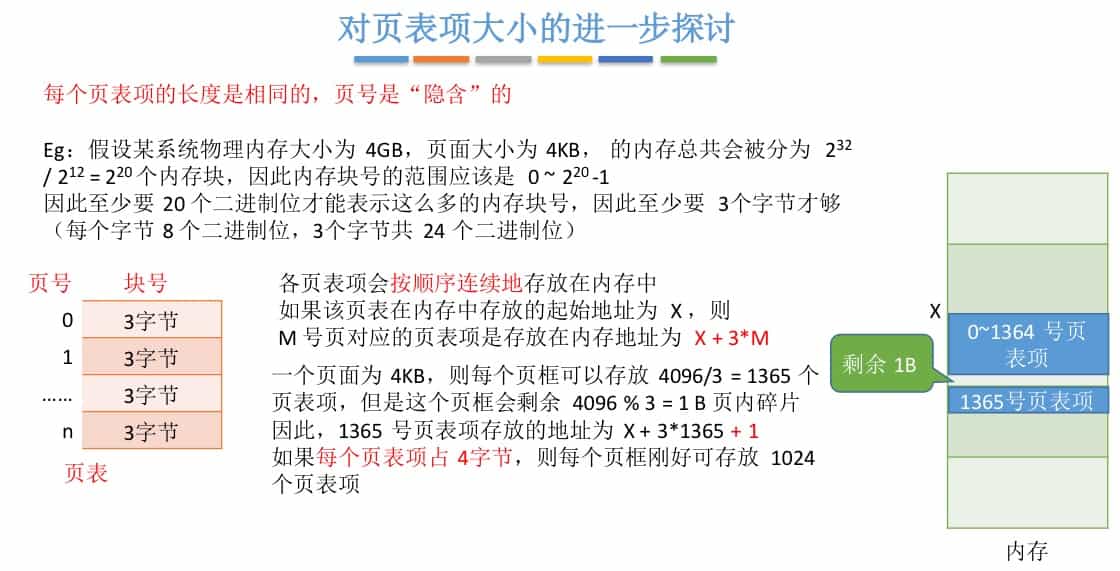 对页表项大小的进一步探讨
每个页表项的长度是相同的，页号是“隐含”的
Eg：假设某系统物理内存大小为 4GB，页面大小为 4KB， 的内存总共会被分为 2³²
/ 2¹² = 2²⁰ 个内存块，因此内存块号的范围应该是 0 ~ 2²⁰ -1
因此至少要 20 个二进制位才能表示这么多的内存块号，因此至少要 3个字节才够
（每个字节 8 个二进制位，3个字节共 24 个二进制位）
页号 块号
0 3字节
1 3字节
…… 3字节
n 3字节
页表
各页表项会按顺序连续地存放在内存中
如果该页表在内存中存放的起始地址为 X ，则
M 号页对应的页表项是存放在内存地址为 X + 3*M
一个页面为 4KB，则每个页框可以存放 4096/3 = 1365 个
页表项，但是这个页框会剩余 4096 % 3 = 1 B 页内碎片
因此，1365 号页表项存放的地址为 X + 3*1365 + 1
如果每个页表项占 4字节，则每个页框刚好可存放 1024
个页表项
X
0~1364 号页
表项
剩余 1B
1365号页表项
内存